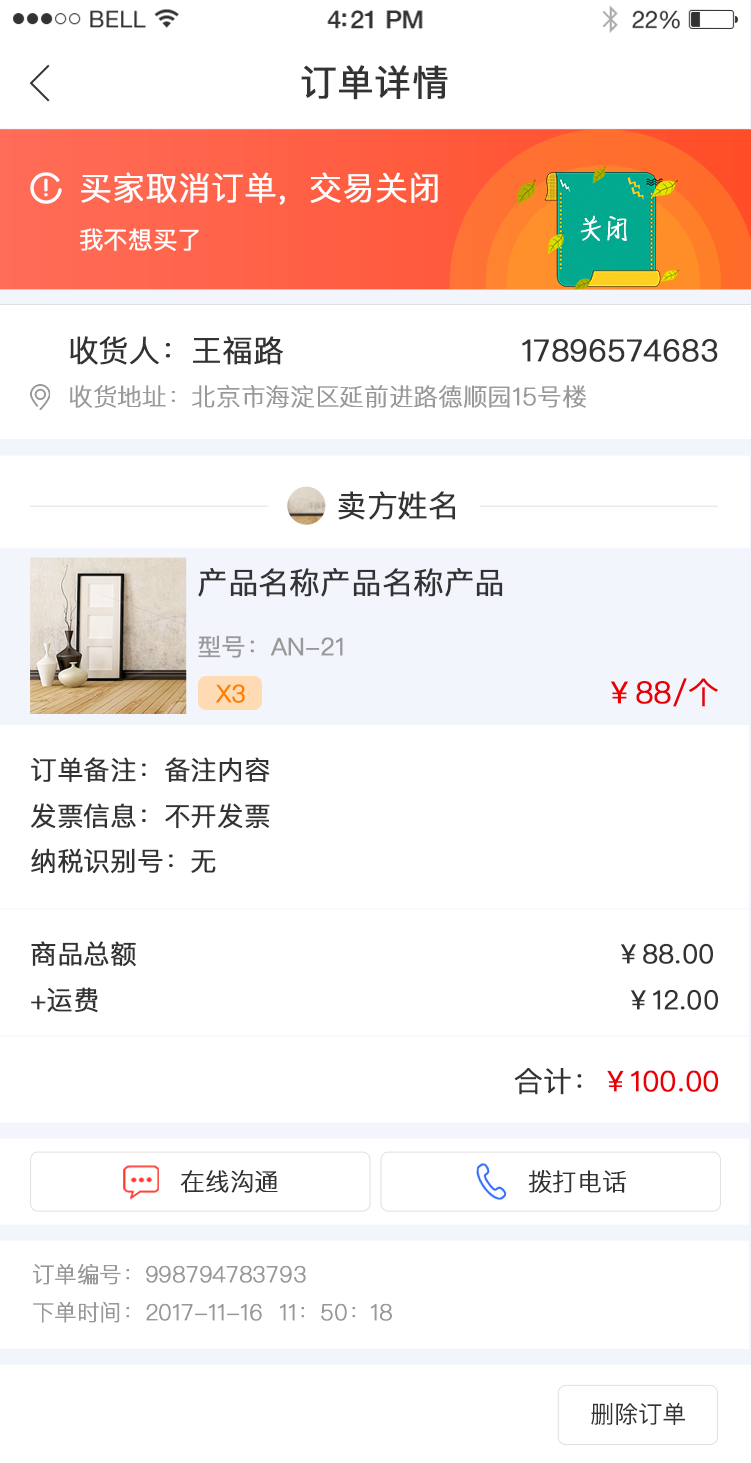 BELL 4:21 PM 22%
订单详情
买家取消订单，交易关闭
我不想买了
关闭
收货人：王福路 17896574683
收货地址：北京市海淀区延前进路德顺园15号楼
卖方姓名
产品名称产品名称产品
型号：AN-21
X3 ¥88/个
订单备注：备注内容
发票信息：不开发票
纳税识别号：无
商品总额 ¥88.00
+运费 ¥12.00
合计：¥100.00
在线沟通 拨打电话
订单编号：998794783793
下单时间：2017-11-16 11：50：18
删除订单